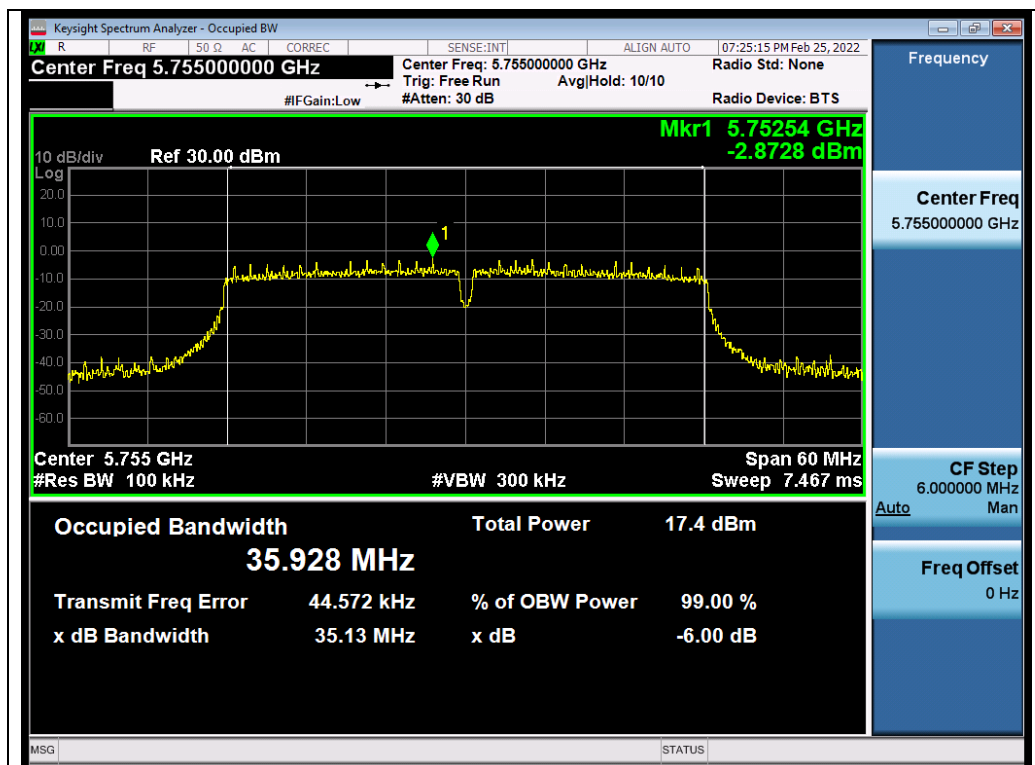 Keysight Spectrum Analyzer - Occupied BW
LXI R RF 50 Ω AC CORREC SENSE:INT ALIGN AUTO 07:25:15 PM Feb 25, 2022
Center Freq 5.755000000 GHz Center Freq: 5.755000000 GHz Radio Std: None
Trig: Free Run Avg|Hold: 10/10
#IFGain:Low #Atten: 30 dB Radio Device: BTS
Mkr1 5.75254 GHz
-2.8728 dBm
10 dB/div Ref 30.00 dBm
Log
20.0
10.0
1
0.00
-10.0
-20.0
-30.0
-40.0
-50.0
-60.0
Center 5.755 GHz Span 60 MHz
#Res BW 100 kHz #VBW 300 kHz Sweep 7.467 ms
Occupied Bandwidth Total Power 17.4 dBm
35.928 MHz
Transmit Freq Error 44.572 kHz % of OBW Power 99.00 %
x dB Bandwidth 35.13 MHz x dB -6.00 dB
Frequency
Center Freq
5.755000000 GHz
CF Step
6.000000 MHz
Auto Man
Freq Offset
0 Hz
MSG STATUS